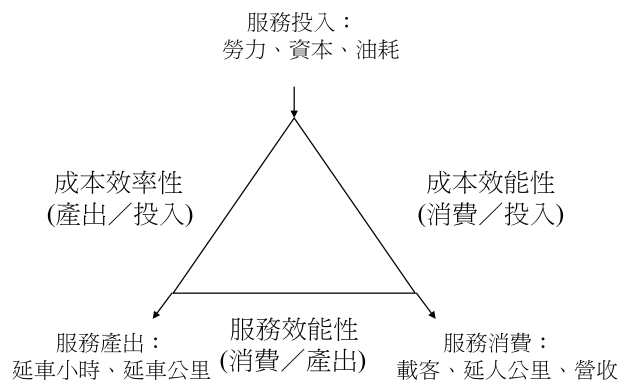 服務投入：
勞力、資本、油耗
成本效率性
(產出／投入)
成本效能性
(消費／投入)
服務效能性
(消費／產出)
服務產出：
延車小時、延車公里
服務消費：
載客、延人公里、營收